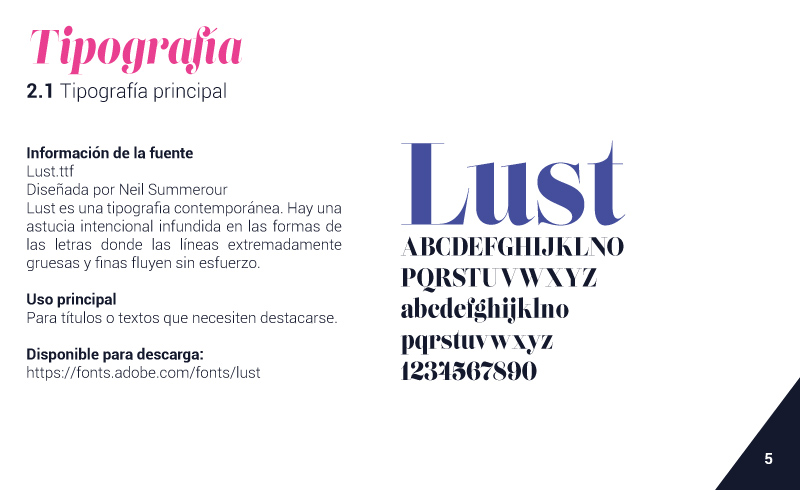 Tipografía
2.1 Tipografía principal
Información de la fuente
Lust.ttf
Diseñada por Neil Summerour
Lust es una tipografia contemporánea. Hay una
astucia intencional infundida en las formas de
las letras donde las líneas extremadamente
gruesas y finas fluyen sin esfuerzo.
Uso principal
Para títulos o textos que necesiten destacarse.
Disponible para descarga:
https://fonts.adobe.com/fonts/lust
Lust
ABCDEFGHIJKLNO
PQRSTUVWXYZ
abcdefghijklno
pqrstuvwxyz
1234567890
5